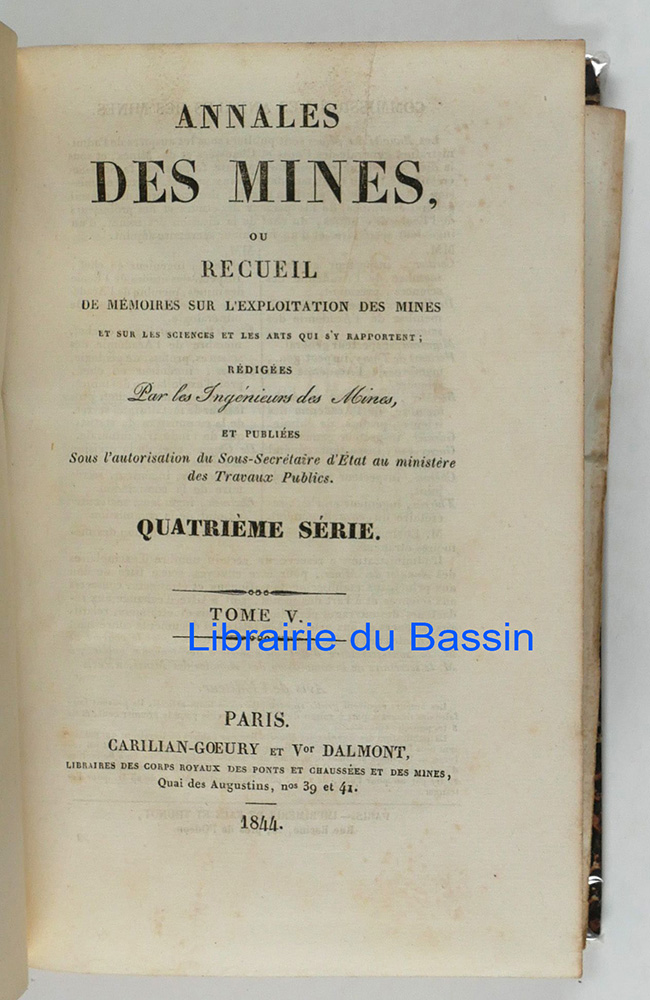 ANNALES
DES MINES,
OU
RECUEIL
DE MÉMOIRES SUR L'EXPLOITATION DES MINES
ET SUR LES SCIENCES ET LES ARTS QUI S'Y RAPPORTENT;
RÉDIGÉES
Par les Ingénieurs des Mines,
ET PUBLIÉES
Sous l'autorisation du Sous-Secrétaire d'État au ministère
des Travaux Publics.
QUATRIÈME SÉRIE.
TOME V.
Librairie du Bassin
PARIS.
CARILIAN-GŒURY ET Vor DALMONT,
LIBRAIRES DES CORPS ROYAUX DES PONTS ET CHAUSSÉES ET DES MINES,
Quai des Augustins, nos 39 et 41.
1844.